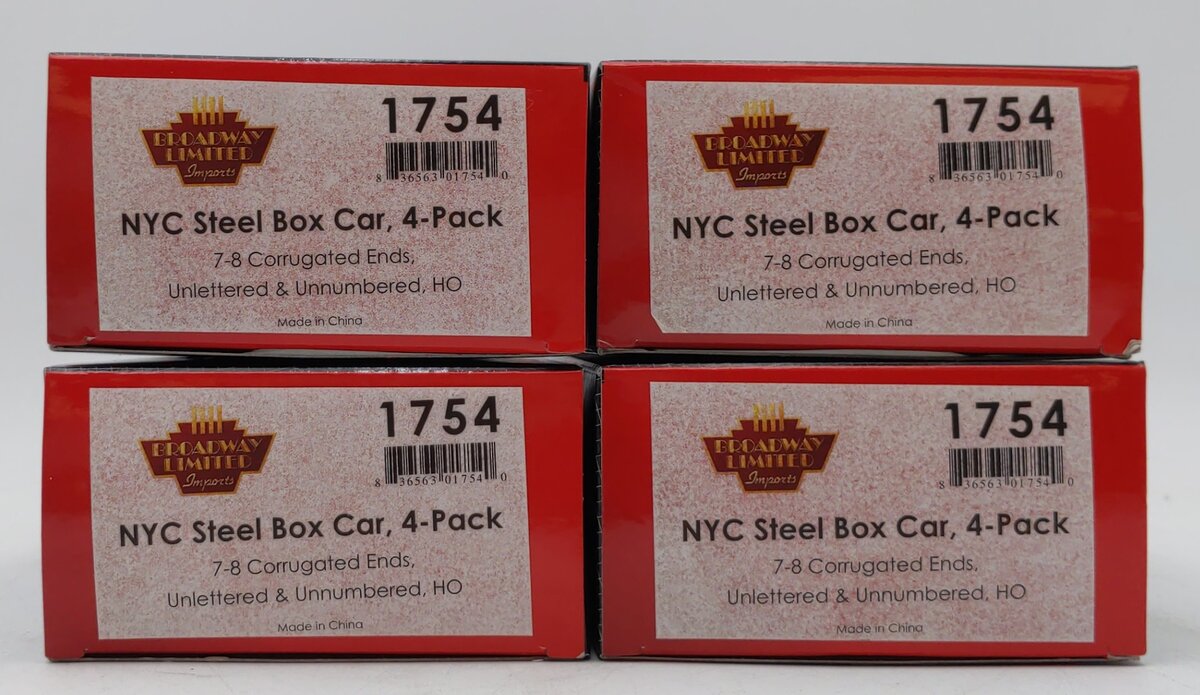 BROADWAY
LIMITED
Imports
1754
8 36563 01754 0
NYC Steel Box Car, 4-Pack
7-8 Corrugated Ends,
Unlettered & Unnumbered, HO
Made in China
BROADWAY
LIMITED
Imports
1754
8 36563 01754 0
NYC Steel Box Car, 4-Pack
7-8 Corrugated Ends,
Unlettered & Unnumbered, HO
Made in China
BROADWAY
LIMITED
Imports
1754
8 36563 01754 0
NYC Steel Box Car, 4-Pack
7-8 Corrugated Ends,
Unlettered & Unnumbered, HO
Made in China
BROADWAY
LIMITED
Imports
1754
8 36563 01754 0
NYC Steel Box Car, 4-Pack
7-8 Corrugated Ends,
Unlettered & Unnumbered, HO
Made in China